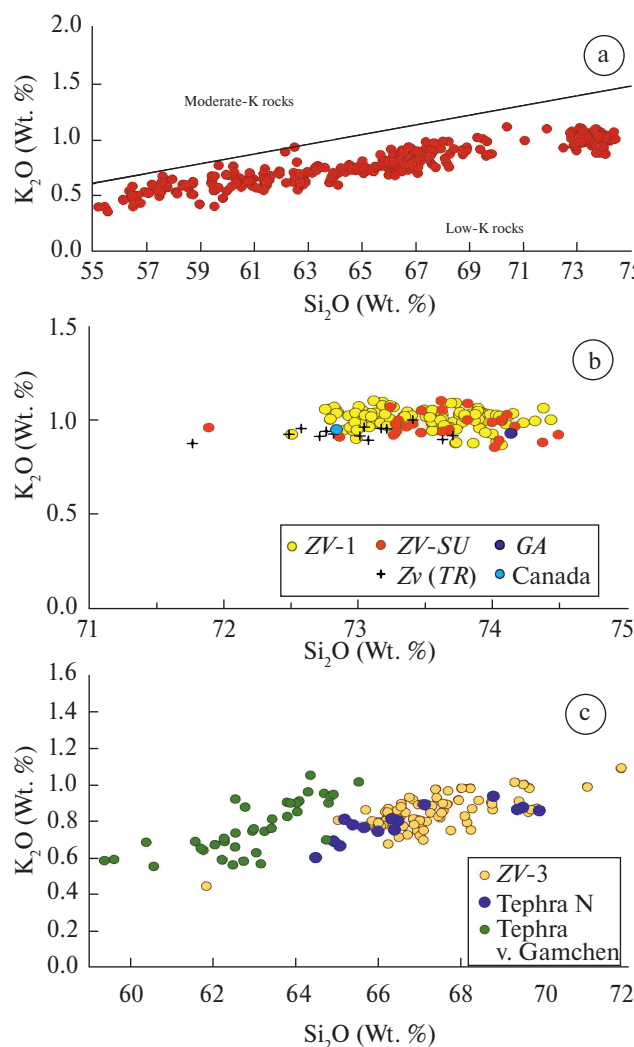 2.0
a
1.5
Moderate-K rocks
1.0
0.5
Low-K rocks
0.0
K₂O (Wt. %)
55 57 59 61 63 65 67 69 71 73 75
Si₂O (Wt. %)
1.5
b
1.0
0.5
0.0
K₂O (Wt. %)
ZV-1 ZV-SU GA
Zv (TR) Canada
71 72 73 74 75
Si₂O (Wt. %)
1.6
c
1.4
1.2
1.0
0.8
0.6
0.4
0.2
0.0
K₂O (Wt. %)
ZV-3
Tephra N
Tephra
v. Gamchen
60 62 64 66 68 70 72
Si₂O (Wt. %)